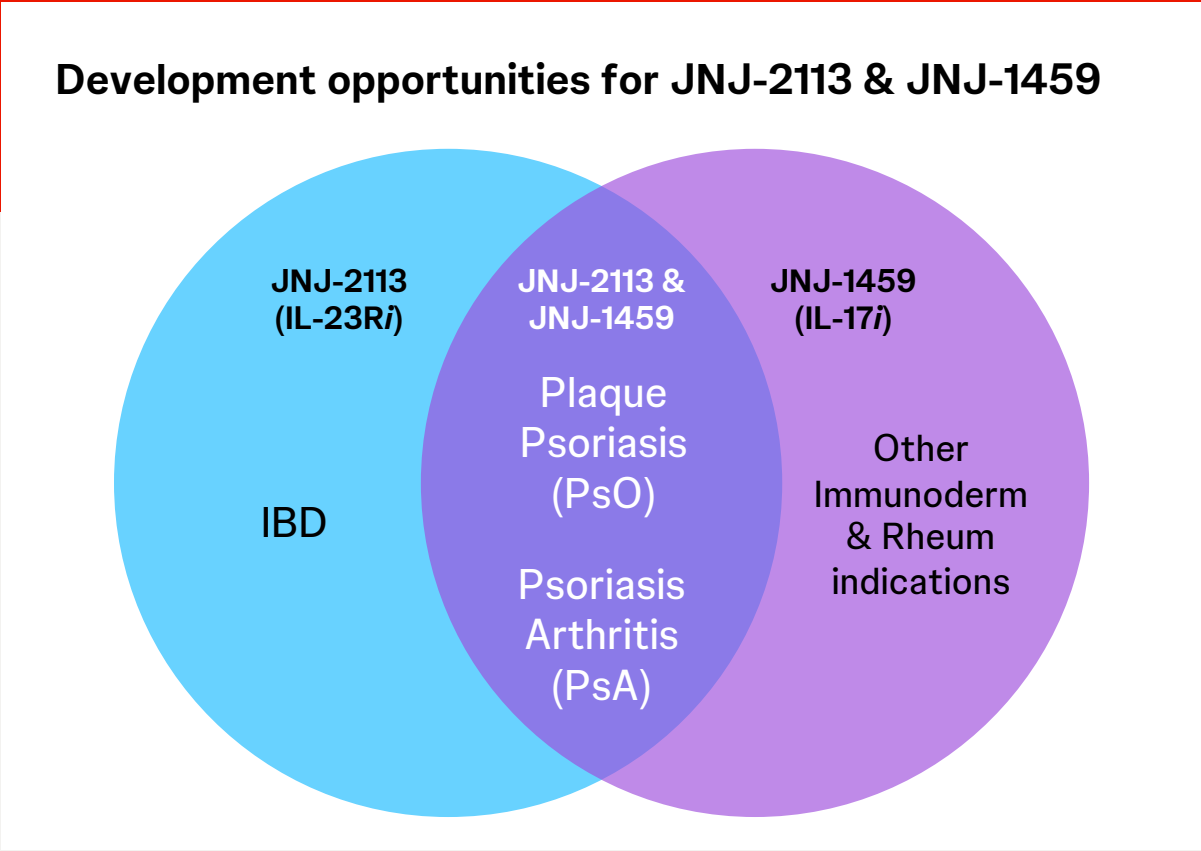 Development opportunities for JNJ-2113 & JNJ-1459
JNJ-2113
(IL-23Ri)
IBD
JNJ-2113 &
JNJ-1459
Plaque
Psoriasis
(PsO)
Psoriasis
Arthritis
(PsA)
JNJ-1459
(IL-17i)
Other
Immunoderm
& Rheum
indications